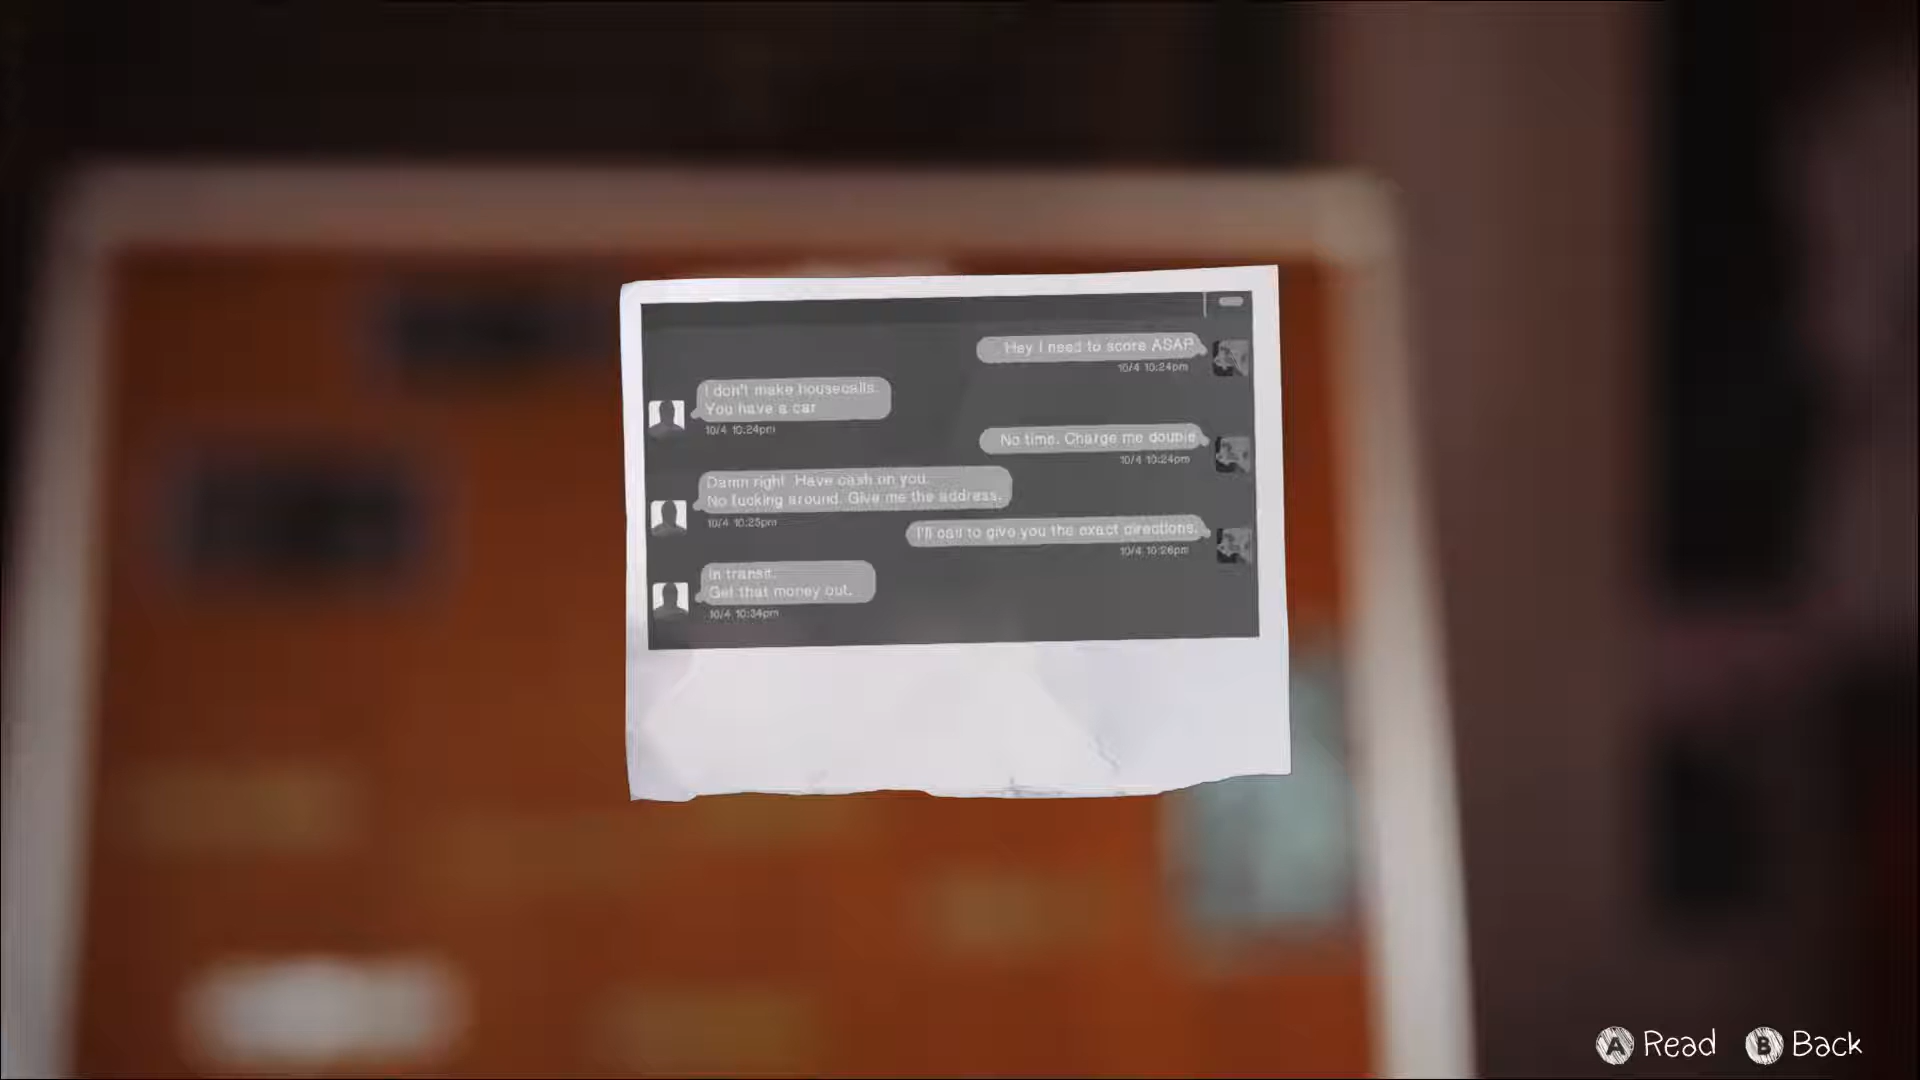 Hey I need to score ASAP
10/4 10:24pm
I don't make housecalls.
You have a car
10/4 10:24pm
No time. Charge me double
10/4 10:24pm
Damn right. Have cash on you.
No fucking around. Give me the address.
10/4 10:25pm
I'll call to give you the exact directions.
10/4 10:26pm
In transit.
Get that money out.
10/4 10:34pm
A Read B Back